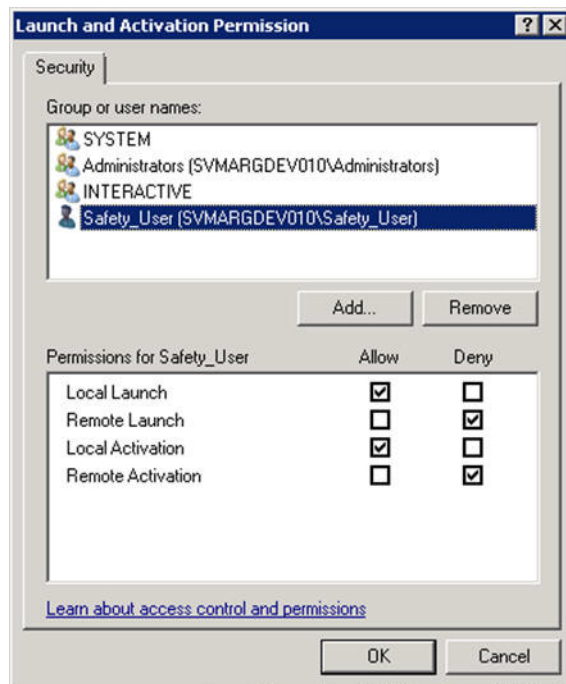 Launch and Activation Permission
Security
Group or user names:
SYSTEM
Administrators (SVMARGDEV010\Administrators)
INTERACTIVE
Safety_User (SVMARGDEV010\Safety_User)
Add... Remove
Permissions for Safety_User Allow Deny
Local Launch
Remote Launch
Local Activation
Remote Activation
Learn about access control and permissions
OK Cancel